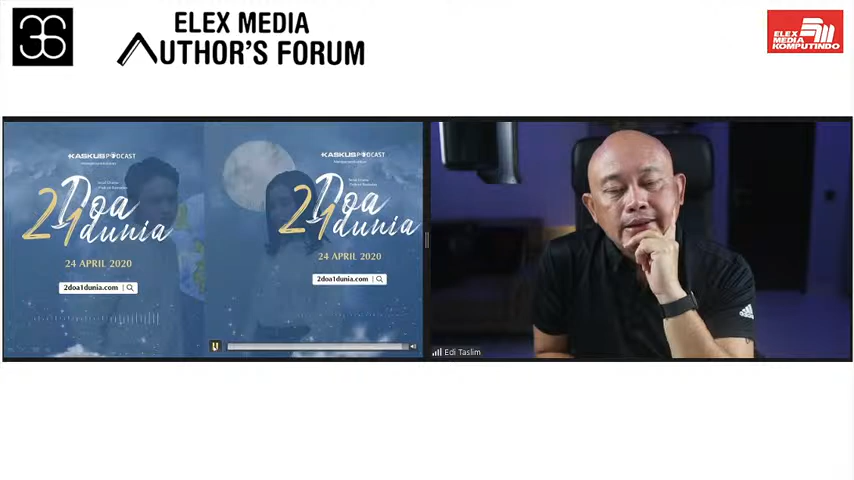 36
ELEX MEDIA
AUTHOR'S FORUM
ELEX
MEDIA
KOMPUTINDO
KASKUS PODCAST
2 Doa
1 dunia
24 APRIL 2020
2doa1dunia.com
KASKUS PODCAST
2 Doa
1 dunia
24 APRIL 2020
2doa1dunia.com
adidas
Edi Taslim